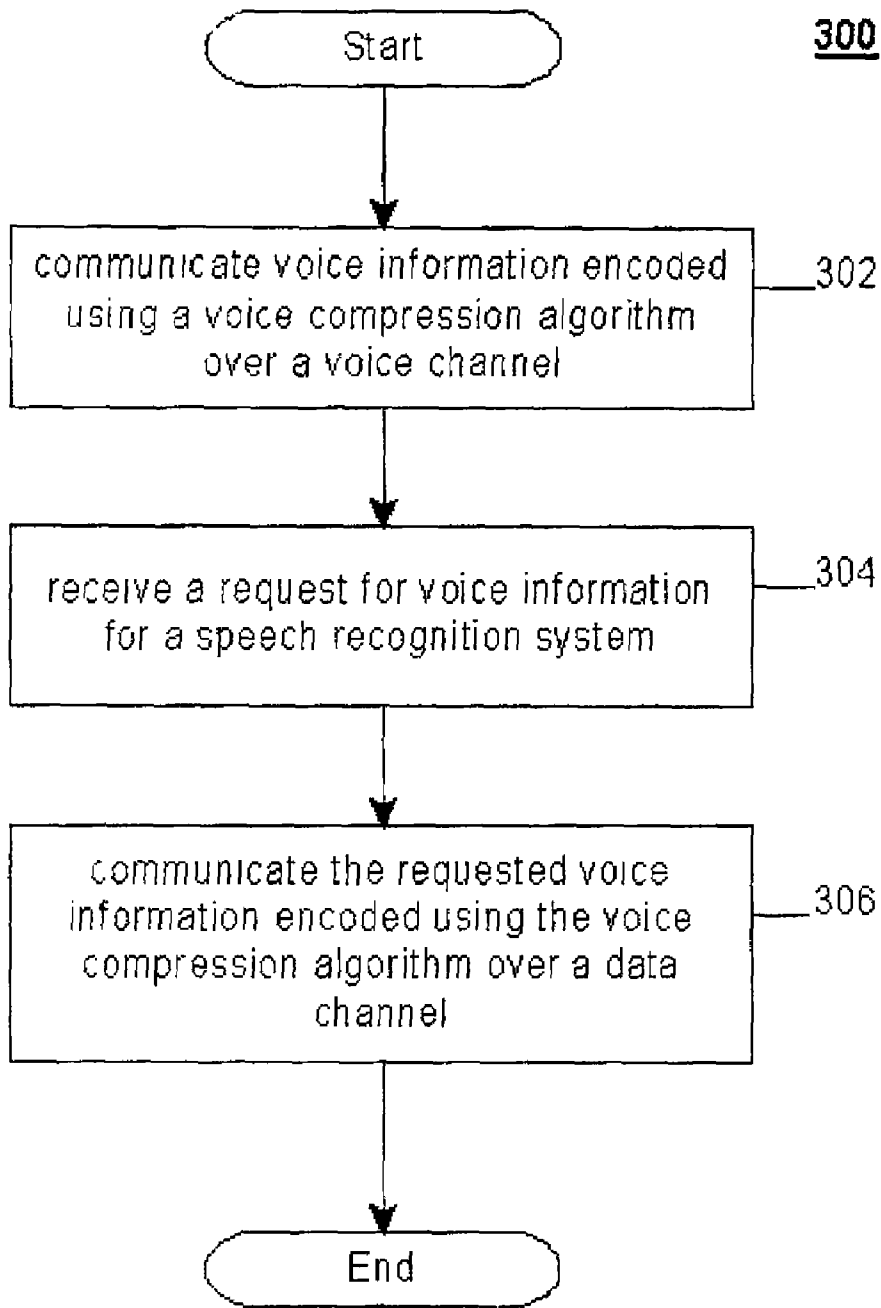 300
Start
communicate voice information encoded
using a voice compression algorithm
over a voice channel
302
receive a request for voice information
for a speech recognition system
304
communicate the requested voice
information encoded using the voice
compression algorithm over a data
channel
306
End